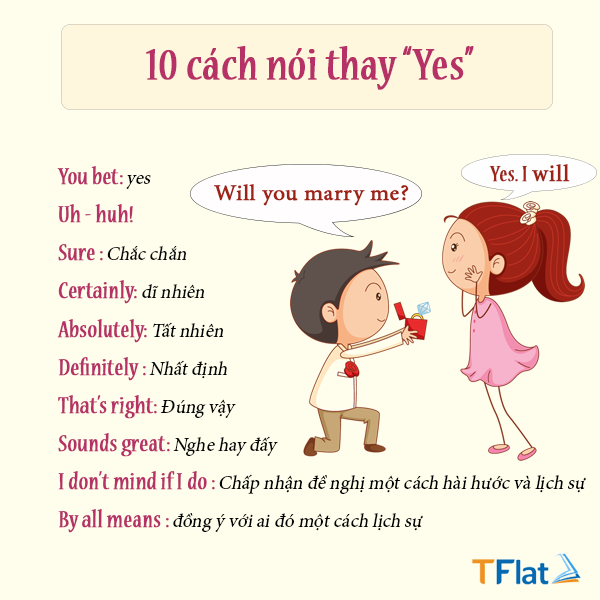 10 cách nói thay “Yes”
Yes. I will
Will you marry me?
You bet: yes
Uh - huh!
Sure : Chắc chắn
Certainly: dĩ nhiên
Absolutely: Tất nhiên
Definitely : Nhất định
That's right: Đúng vậy
Sounds great: Nghe hay đấy
I don't mind if I do : Chấp nhận đề nghị một cách hài hước và lịch sự
By all means : đồng ý với ai đó một cách lịch sự
TFlat